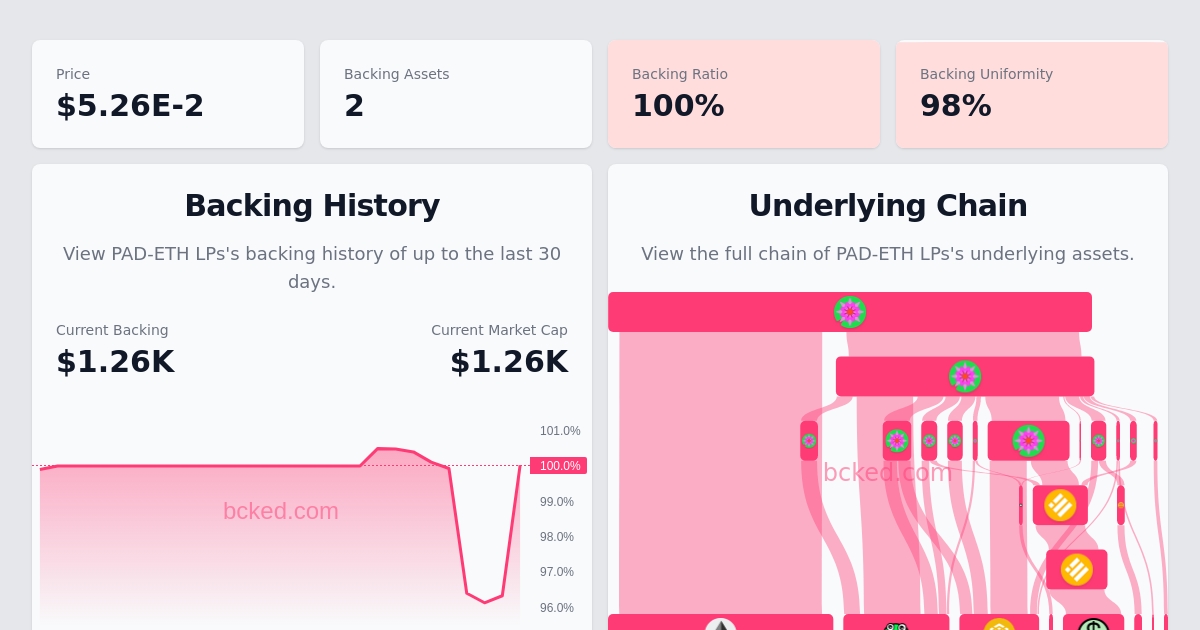 Price
$5.26E-2
Backing Assets
2
Backing Ratio
100%
Backing Uniformity
98%
Backing History
View PAD-ETH LPs's backing history of up to the last 30
days.
Current Backing
$1.26K
Current Market Cap
$1.26K
101.0%
100.0%
99.0%
98.0%
97.0%
96.0%
bcked.com
Underlying Chain
View the full chain of PAD-ETH LPs's underlying assets.
bcked.com